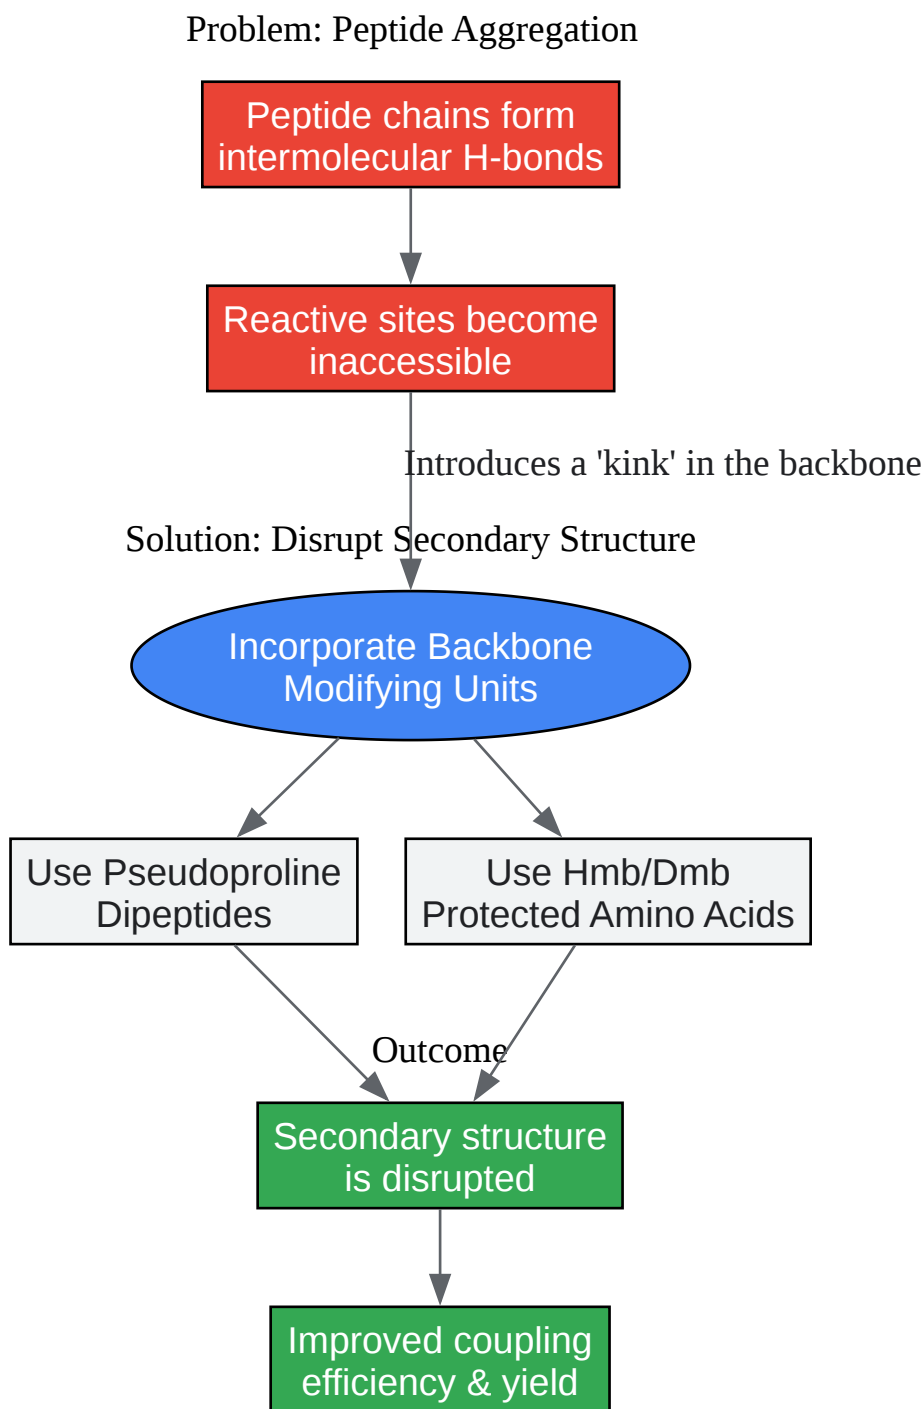 Problem: Peptide Aggregation
Peptide chains form
intermolecular H-bonds
Reactive sites become
inaccessible
Introduces a 'kink' in the backbone
Solution: Disrupt Secondary Structure
Incorporate Backbone
Modifying Units
Use Pseudoproline
Dipeptides
Use Hmb/Dmb
Protected Amino Acids
Outcome
Secondary structure
is disrupted
Improved coupling
efficiency & yield